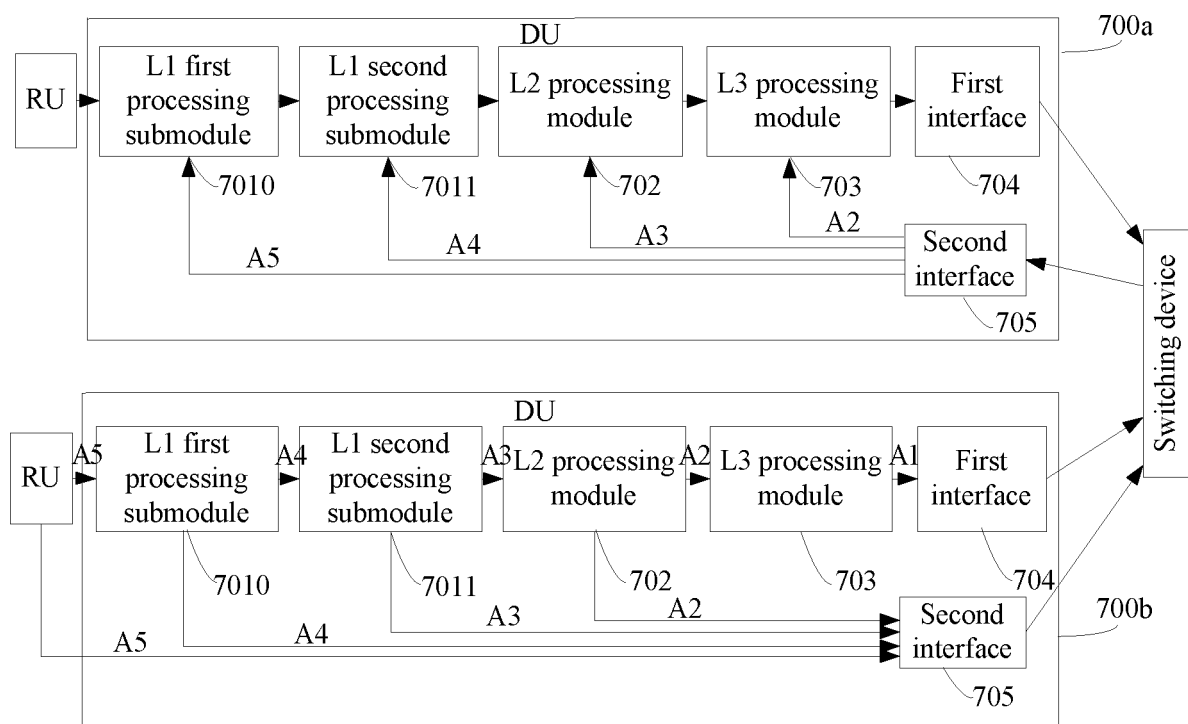 DU
700a
RU
L1 first
processing
submodule
L1 second
processing
submodule
L2 processing
module
L3 processing
module
First
interface
7010
7011
702
703
704
A2
A3
A4
A5
Second
interface
705
Switching device
DU
RU
A5
L1 first
processing
submodule
A4
L1 second
processing
submodule
A3
L2 processing
module
A2
L3 processing
module
A1
First
interface
7010
7011
702
703
704
A2
A3
A4
A5
Second
interface
705
700b